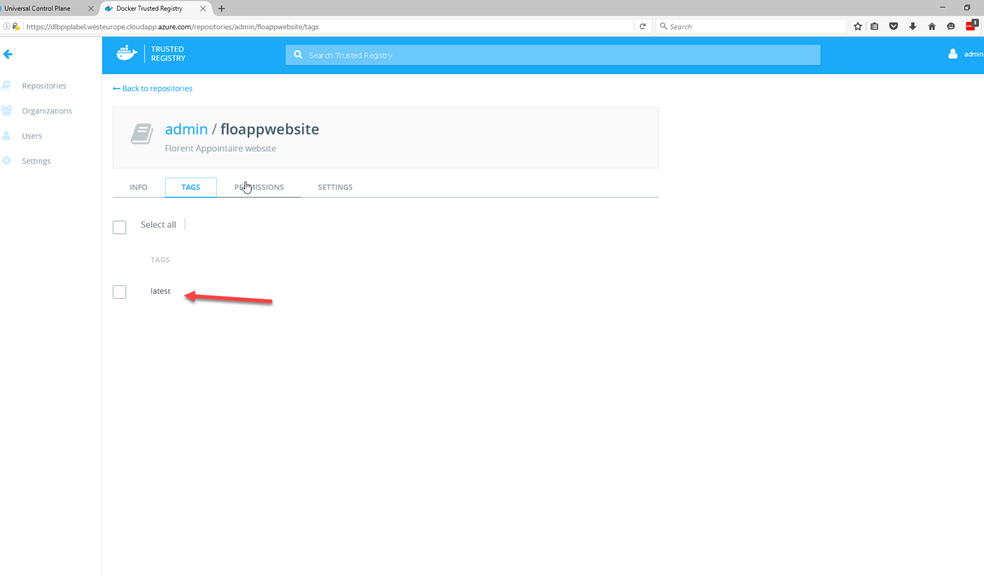 Universal Control Plane
Docker Trusted Registry
https://dlbpiplabel.westeurope.cloudapp.azure.com/repositories/admin/floappwebsite/tags
Search
1
TRUSTED
REGISTRY
Search Trusted Registry
admin
Repositories
Organizations
Users
Settings
Back to repositories
admin / floappwebsite
Florent Appointaire website
INFO
TAGS
PERMISSIONS
SETTINGS
Select all
TAGS
latest